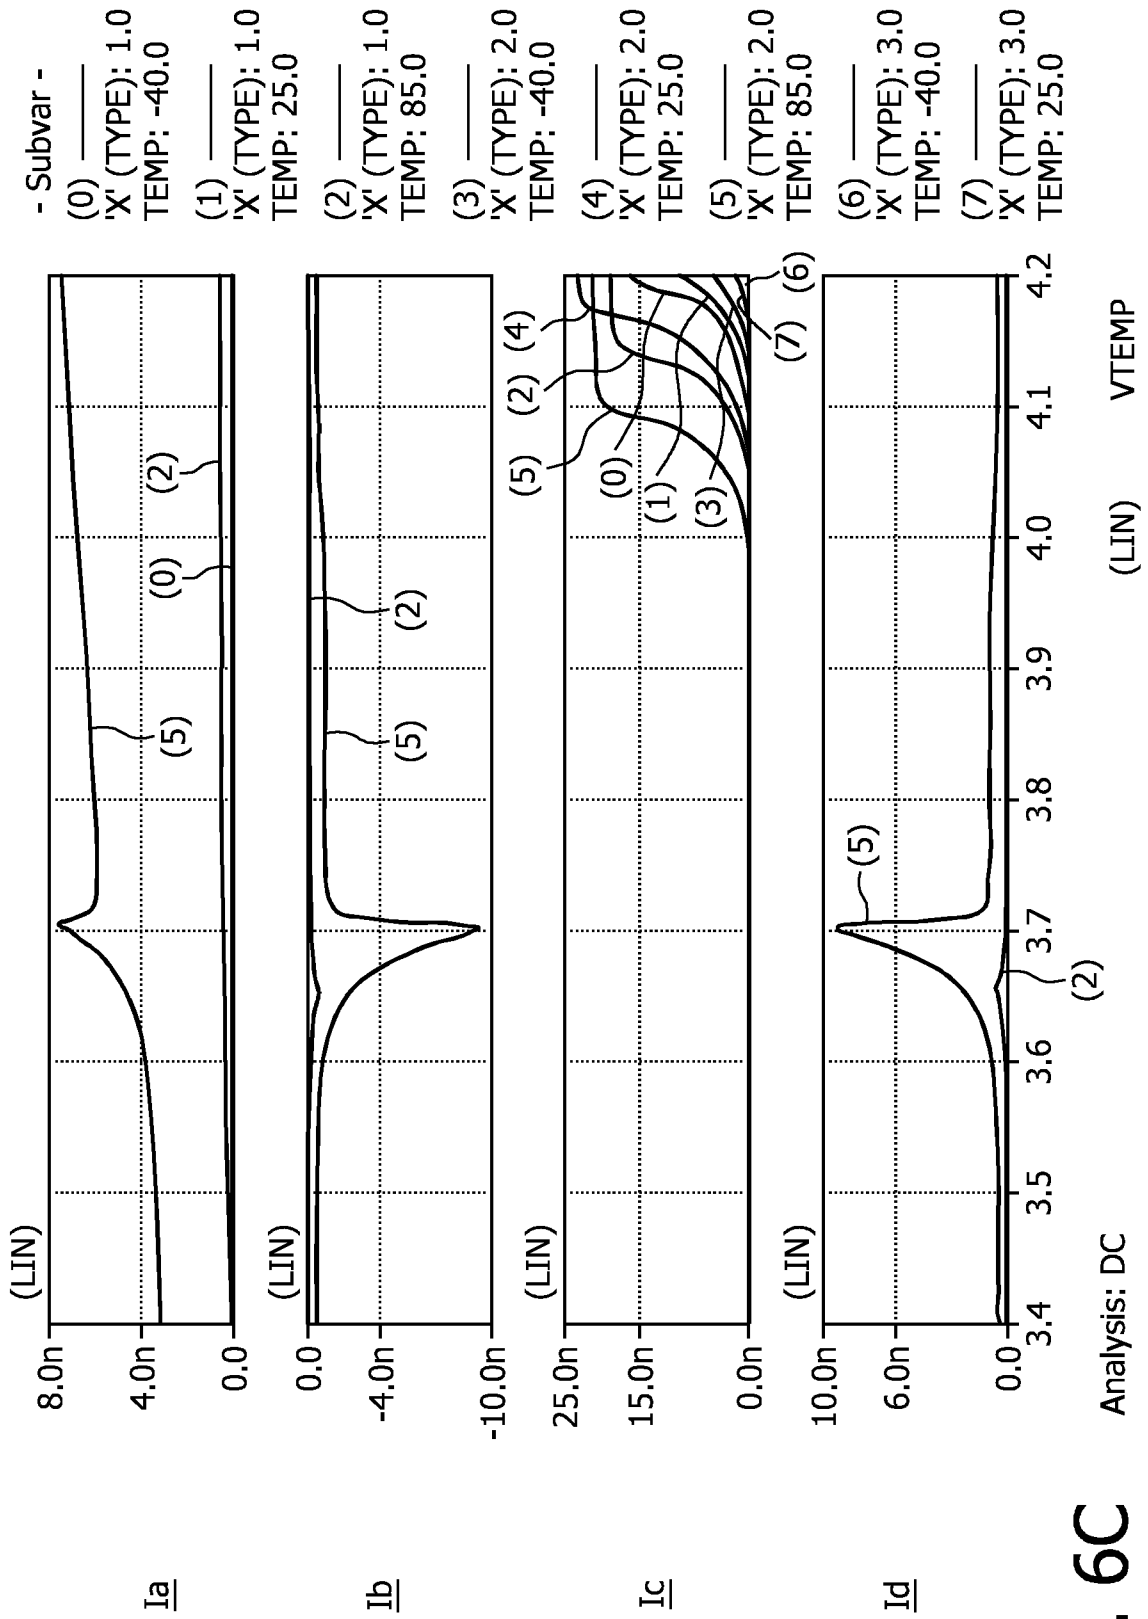 - Subvar -
(0)
'X' (TYPE): 1.0
TEMP: -40.0
(1)
'X' (TYPE): 1.0
TEMP: 25.0
(2)
'X' (TYPE): 1.0
TEMP: 85.0
(3)
'X' (TYPE): 2.0
TEMP: -40.0
(4)
'X' (TYPE): 2.0
TEMP: 25.0
(5)
'X' (TYPE): 2.0
TEMP: 85.0
(6)
'X' (TYPE): 3.0
TEMP: -40.0
(7)
'X' (TYPE): 3.0
TEMP: 25.0
Ia
(LIN)
8.0n
4.0n
0.0
(5)
(0)
(2)
Ib
(LIN)
0.0
-4.0n
-10.0n
(5)
(2)
Ic
(LIN)
25.0n
15.0n
0.0n
(5)
(2)
(4)
(0)
(1)
(3)
(7)
(6)
Id
(LIN)
10.0n
6.0n
0.0
(5)
(2)
3.4 3.5 3.6 3.7 3.8 3.9 4.0 4.1 4.2
Analysis: DC (LIN) VTEMP
. 6C